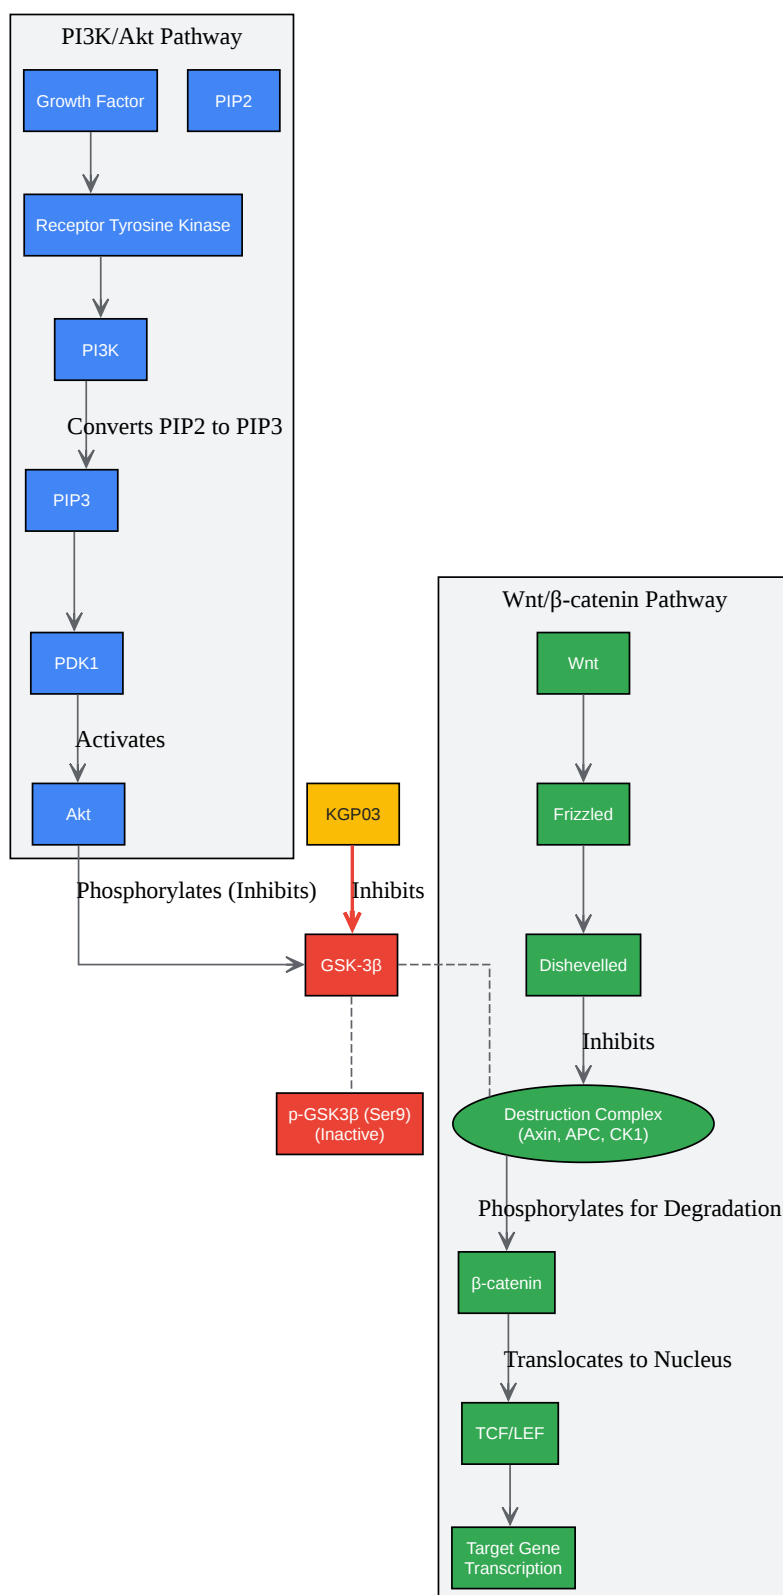 PI3K/Akt Pathway
Growth Factor
PIP2
Receptor Tyrosine Kinase
PI3K
Converts PIP2 to PIP3
PIP3
PDK1
Activates
Akt
Phosphorylates (Inhibits)
KGP03
Inhibits
GSK-3β
p-GSK3β (Ser9)
(Inactive)
Wnt/β-catenin Pathway
Wnt
Frizzled
Dishevelled
Inhibits
Destruction Complex
(Axin, APC, CK1)
Phosphorylates for Degradation
β-catenin
Translocates to Nucleus
TCF/LEF
Target Gene
Transcription